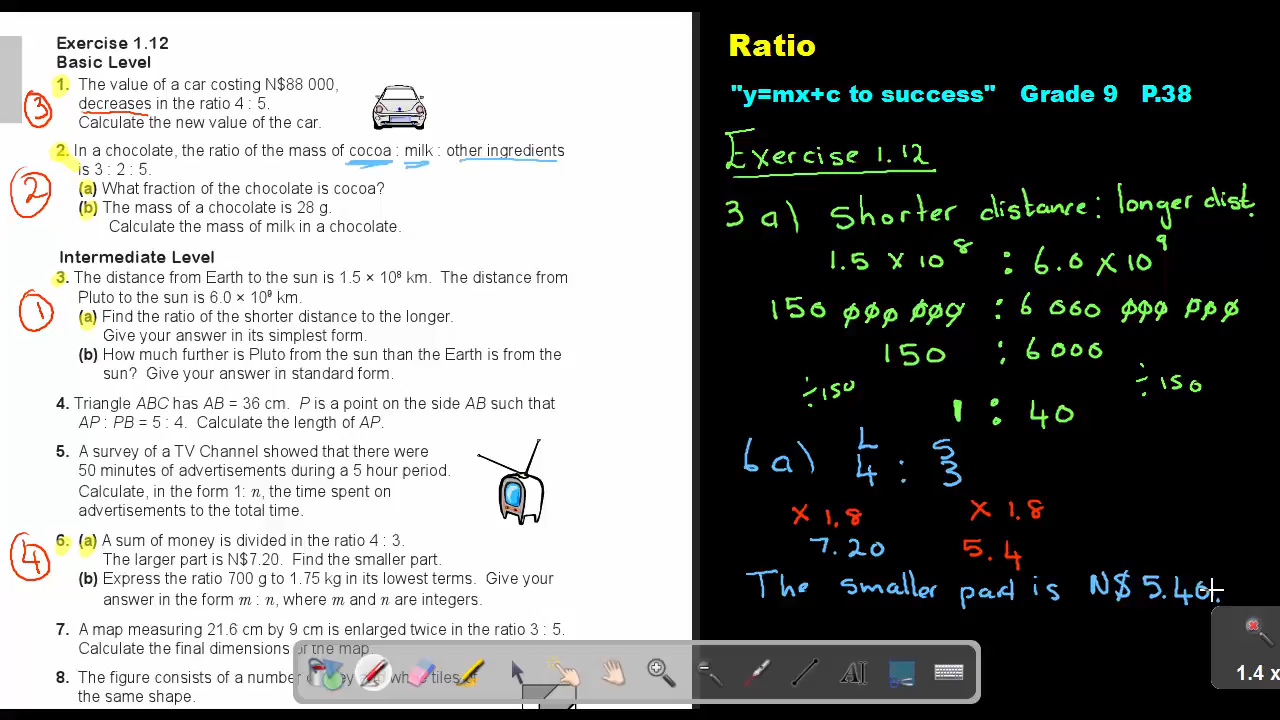 Exercise 1.12
Basic Level
1. The value of a car costing N$88 000,
decreases in the ratio 4 : 5.
Calculate the new value of the car.
3
2. In a chocolate, the ratio of the mass of cocoa : milk : other ingredients
is 3 : 2 : 5.
(a) What fraction of the chocolate is cocoa?
(b) The mass of a chocolate is 28 g.
Calculate the mass of milk in a chocolate.
2
Intermediate Level
3. The distance from Earth to the sun is 1.5 × 10⁸ km. The distance from
Pluto to the sun is 6.0 × 10⁹ km.
(a) Find the ratio of the shorter distance to the longer.
Give your answer in its simplest form.
(b) How much further is Pluto from the sun than the Earth is from the
sun? Give your answer in standard form.
1
4. Triangle ABC has AB = 36 cm. P is a point on the side AB such that
AP : PB = 5 : 4. Calculate the length of AP.
5. A survey of a TV Channel showed that there were
50 minutes of advertisements during a 5 hour period.
Calculate, in the form 1: n, the time spent on
advertisements to the total time.
6. (a) A sum of money is divided in the ratio 4 : 3.
The larger part is N$7.20. Find the smaller part.
(b) Express the ratio 700 g to 1.75 kg in its lowest terms. Give your
answer in the form m : n, where m and n are integers.
4
7. A map measuring 21.6 cm by 9 cm is enlarged twice in the ratio 3 : 5.
Calculate the final dimensions of the map
8. The figure consists of a number of tiles of
the same shape.
Ratio
"y=mx+c to success" Grade 9 P.38
Exercise 1.12
3 a) Shorter distance : longer dist.
1.5 × 10⁸ : 6.0 × 10⁹
150 000 000 : 6 000 000 000
150 : 6000
÷150 ÷150
1 : 40
6a) L S
4 : 3
× 1.8 × 1.8
7.20 5.4
The smaller part is N$ 5.40.
AI
1.4 x